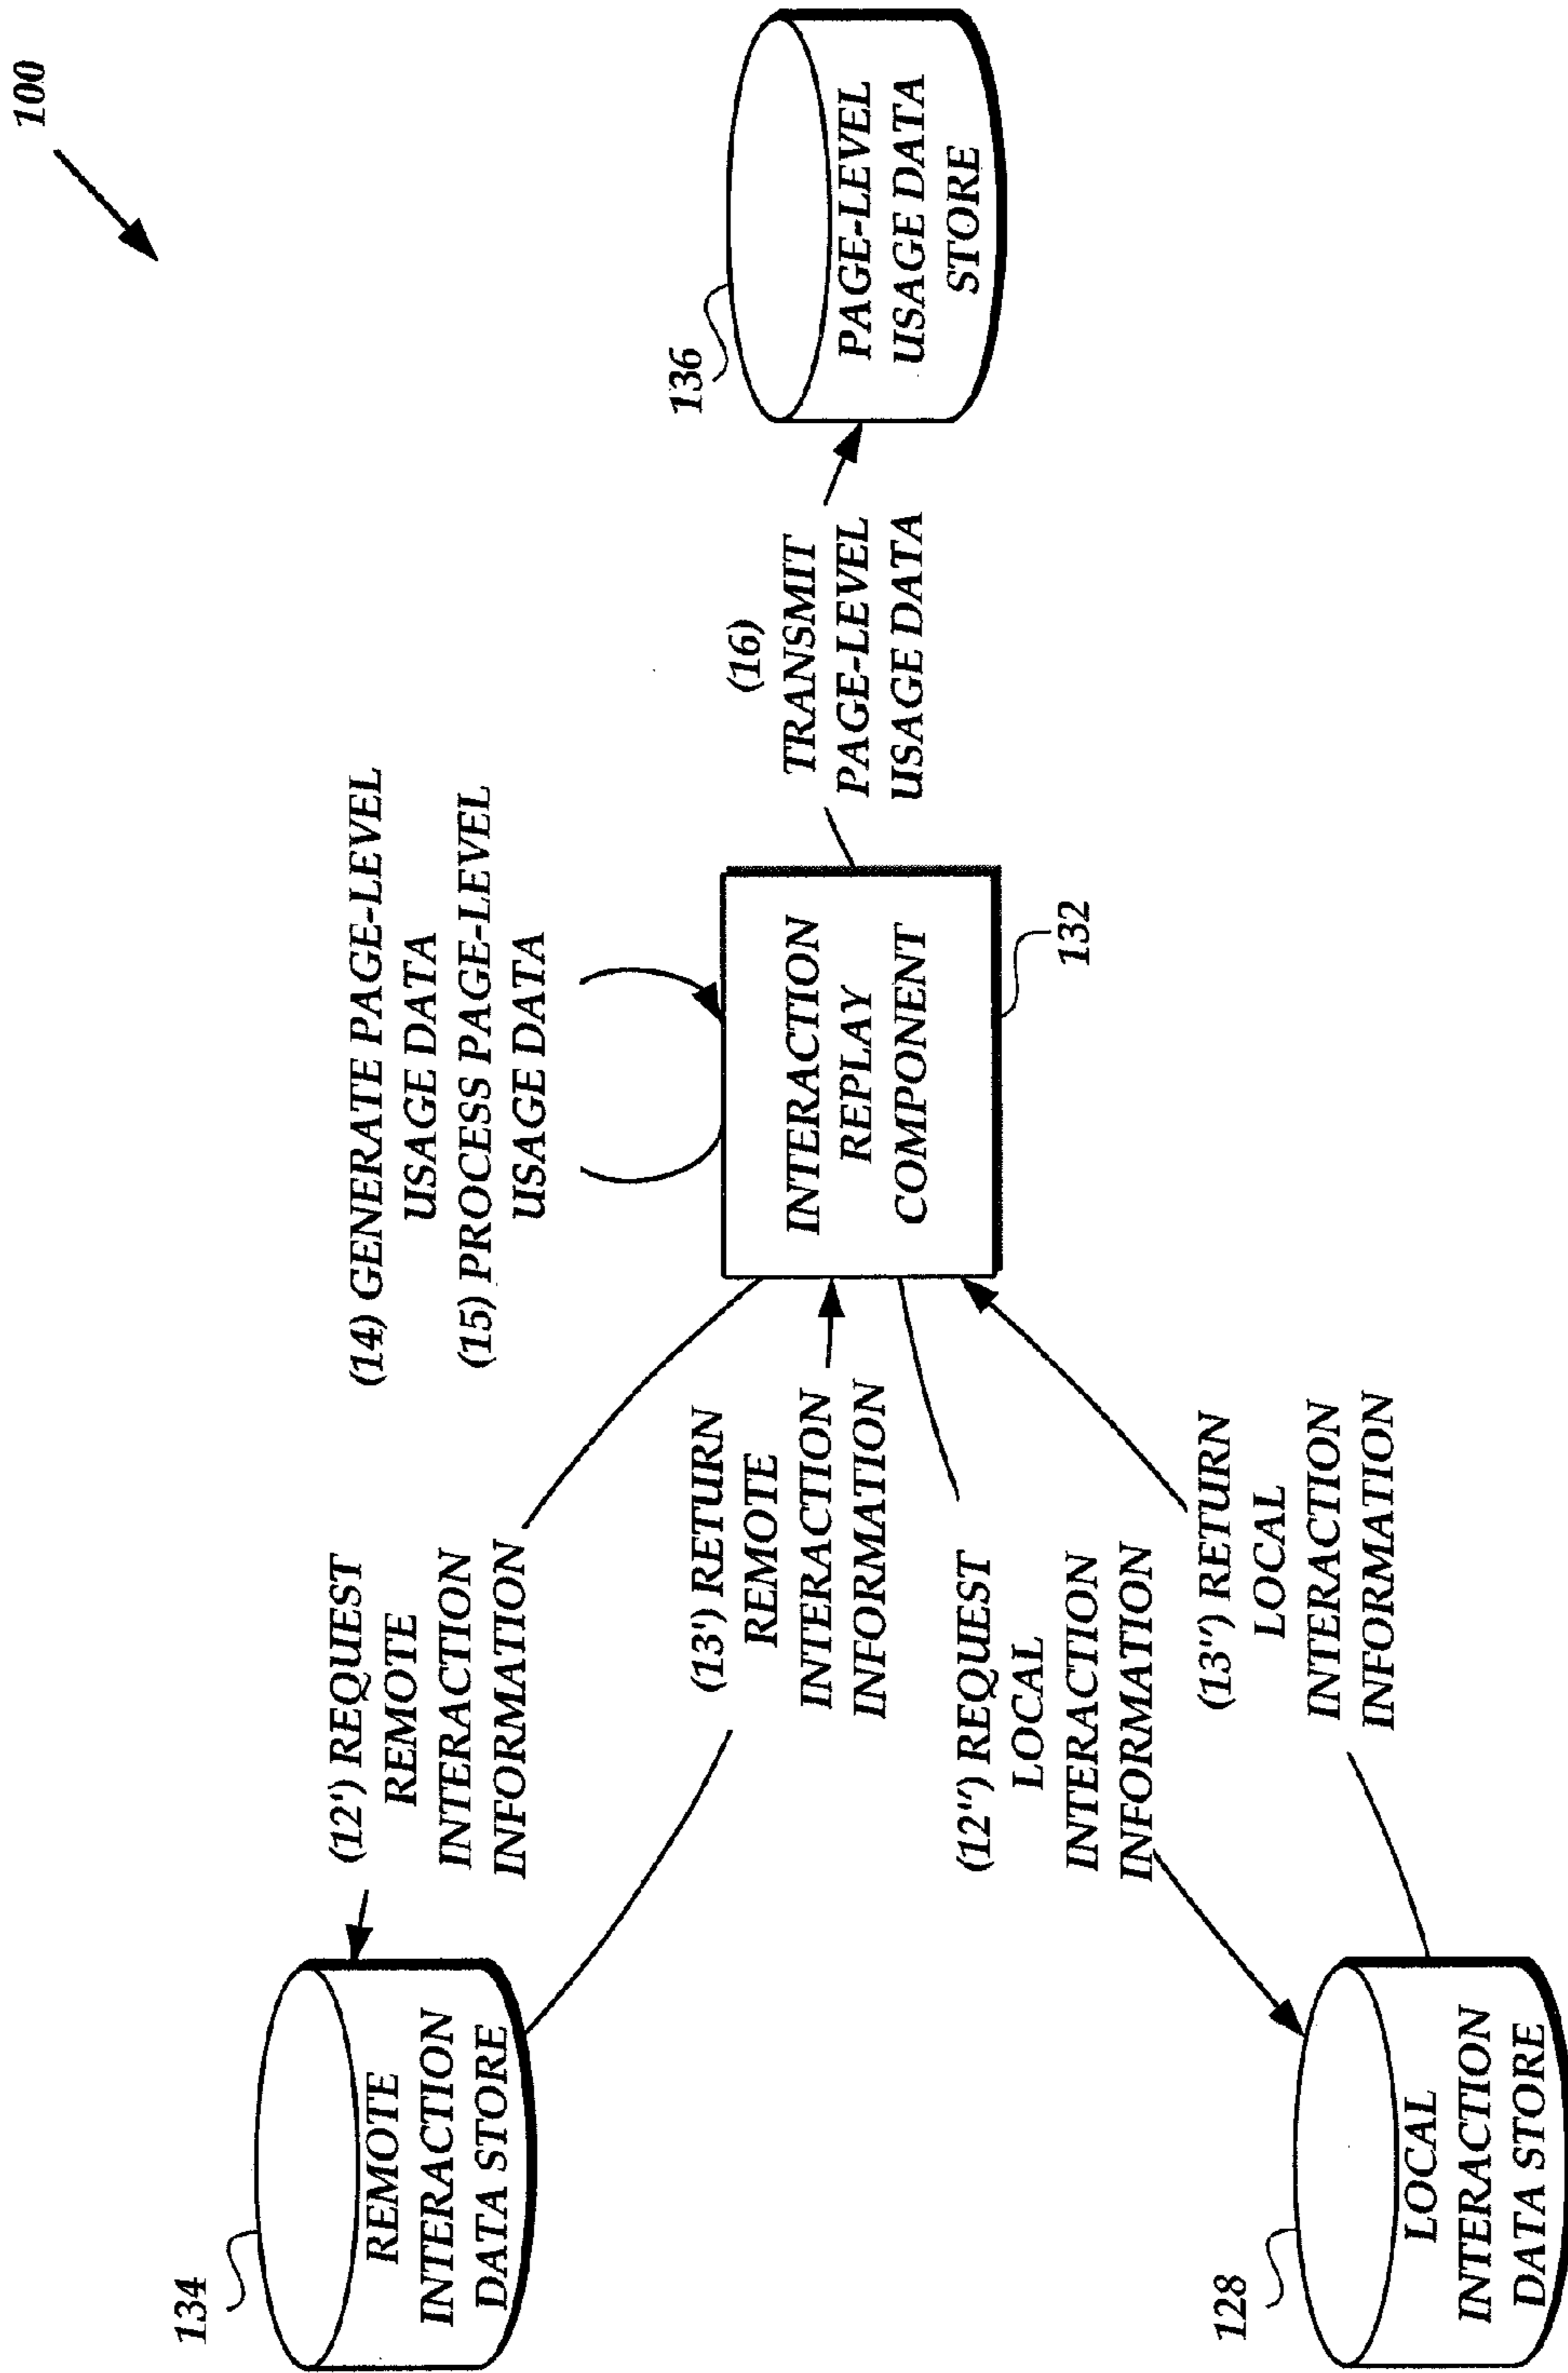 100
134
REMOTE
INTERACTION
DATA STORE
(12') REQUEST
REMOTE
INTERACTION
INFORMATION
(13') RETURN
REMOTE
INTERACTION
INFORMATION
(14) GENERATE PAGE-LEVEL
USAGE DATA
(15) PROCESS PAGE-LEVEL
USAGE DATA
INTERACTION
REPLAY
COMPONENT
132
(16)
TRANSMIT
PAGE-LEVEL
USAGE DATA
136
PAGE-LEVEL
USAGE DATA
STORE
(12'') REQUEST
LOCAL
INTERACTION
INFORMATION
(13'') RETURN
LOCAL
INTERACTION
INFORMATION
128
LOCAL
INTERACTION
DATA STORE